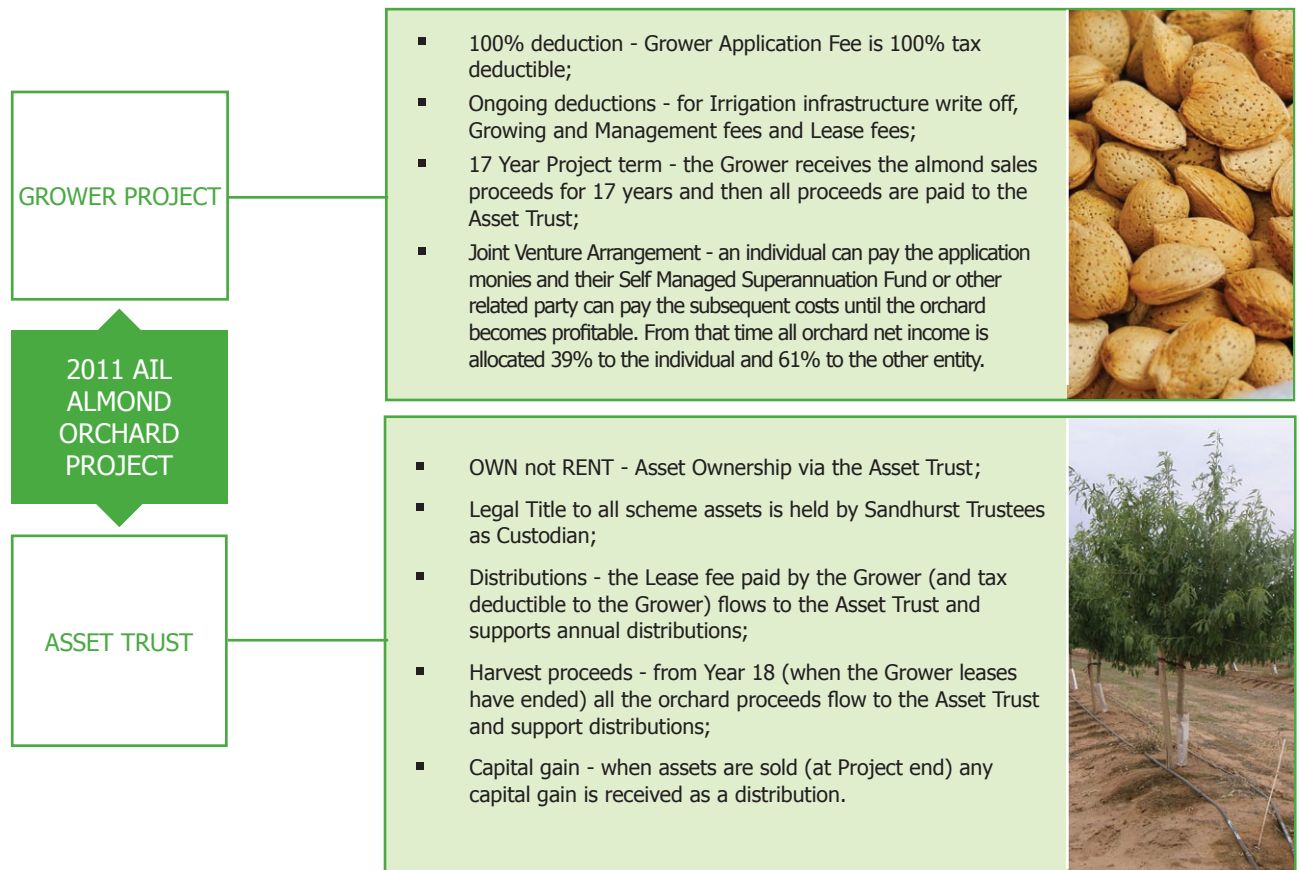 GROWER PROJECT
▪ 100% deduction - Grower Application Fee is 100% tax
deductible;
▪ Ongoing deductions - for Irrigation infrastructure write off,
Growing and Management fees and Lease fees;
▪ 17 Year Project term - the Grower receives the almond sales
proceeds for 17 years and then all proceeds are paid to the
Asset Trust;
▪ Joint Venture Arrangement - an individual can pay the application
monies and their Self Managed Superannuation Fund or other
related party can pay the subsequent costs until the orchard
becomes profitable. From that time all orchard net income is
allocated 39% to the individual and 61% to the other entity.
2011 AIL
ALMOND
ORCHARD
PROJECT
ASSET TRUST
▪ OWN not RENT - Asset Ownership via the Asset Trust;
▪ Legal Title to all scheme assets is held by Sandhurst Trustees
as Custodian;
▪ Distributions - the Lease fee paid by the Grower (and tax
deductible to the Grower) flows to the Asset Trust and
supports annual distributions;
▪ Harvest proceeds - from Year 18 (when the Grower leases
have ended) all the orchard proceeds flow to the Asset Trust
and support distributions;
▪ Capital gain - when assets are sold (at Project end) any
capital gain is received as a distribution.